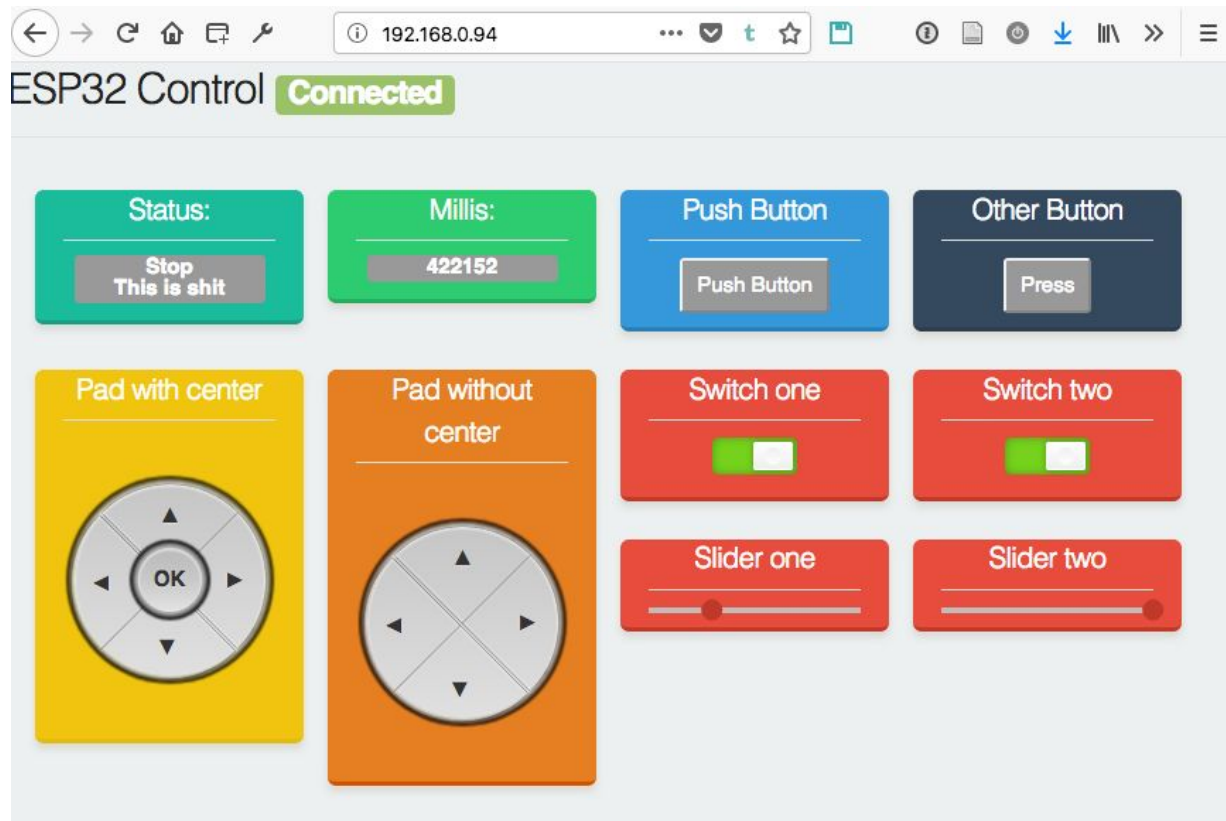 192.168.0.94
ESP32 Control Connected
Status:
Stop
This is shit
Millis:
422152
Push Button
Push Button
Other Button
Press
Pad with center
OK
Pad without
center
Switch one
Switch two
Slider one
Slider two